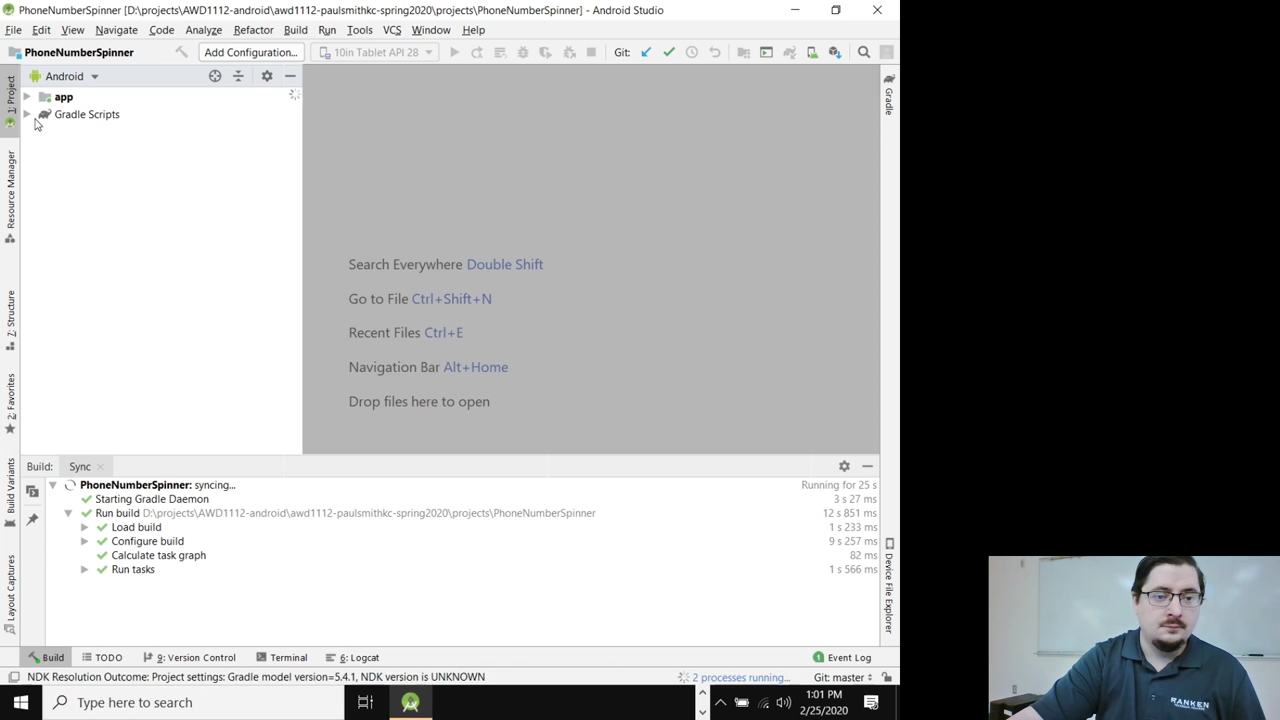 PhoneNumberSpinner [D:\projects\AWD1112-android\awd1112-paulsmithkc-spring2020\projects\PhoneNumberSpinner] - Android Studio
File Edit View Navigate Code Analyze Refactor Build Run Tools VCS Window Help
PhoneNumberSpinner Add Configuration... 10in Tablet API 28 Git:
Android
app
Gradle Scripts
1: Project
Resource Manager
7: Structure
2: Favorites
Build Variants
Layout Captures
Gradle
Device File Explorer
Search Everywhere Double Shift
Go to File Ctrl+Shift+N
Recent Files Ctrl+E
Navigation Bar Alt+Home
Drop files here to open
Build: Sync
PhoneNumberSpinner: syncing... Running for 25 s
Starting Gradle Daemon 3 s 27 ms
Run build D:\projects\AWD1112-android\awd1112-paulsmithkc-spring2020\projects\PhoneNumberSpinner 12 s 851 ms
Load build 1 s 233 ms
Configure build 9 s 257 ms
Calculate task graph 82 ms
Run tasks 1 s 566 ms
Build TODO 9: Version Control Terminal 6: Logcat Event Log
NDK Resolution Outcome: Project settings: Gradle model version=5.4.1, NDK version is UNKNOWN 2 processes running... Git: master
Type here to search
1:01 PM
2/25/2020
RANKEN